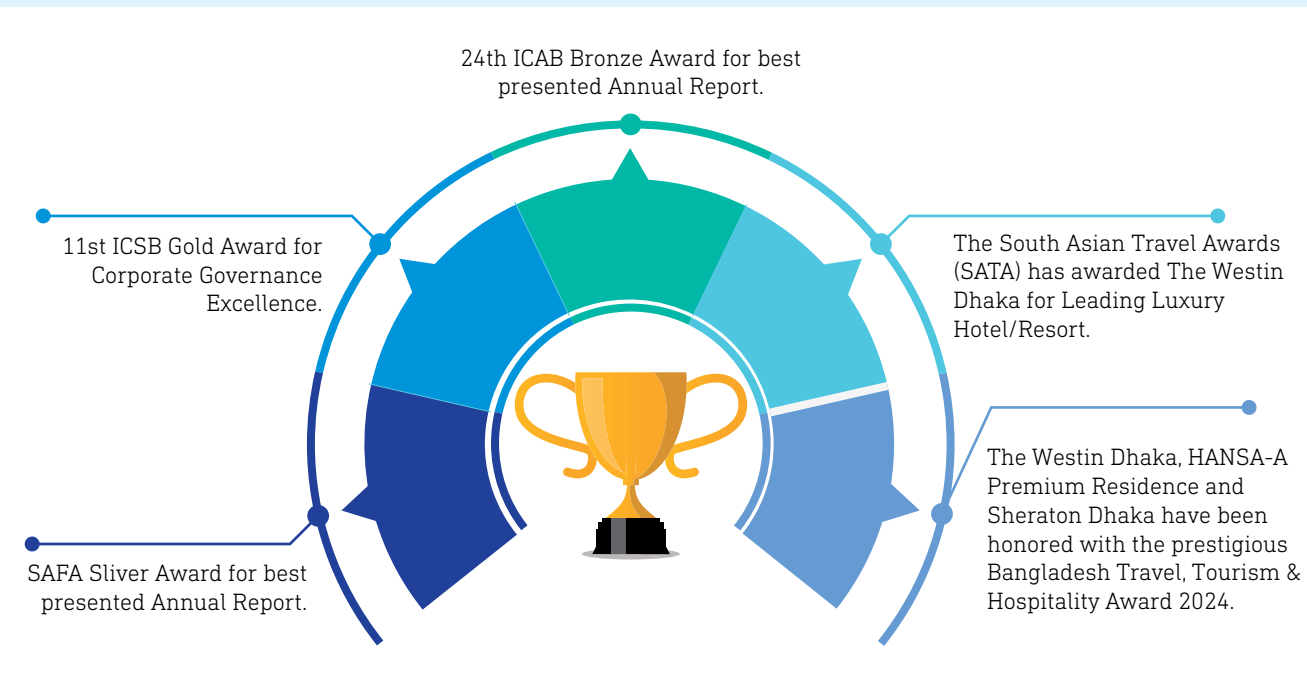 24th ICAB Bronze Award for best
presented Annual Report.
11st ICSB Gold Award for
Corporate Governance
Excellence.
The South Asian Travel Awards
(SATA) has awarded The Westin
Dhaka for Leading Luxury
Hotel/Resort.
SAFA Sliver Award for best
presented Annual Report.
The Westin Dhaka, HANSA-A
Premium Residence and
Sheraton Dhaka have been
honored with the prestigious
Bangladesh Travel, Tourism &
Hospitality Award 2024.